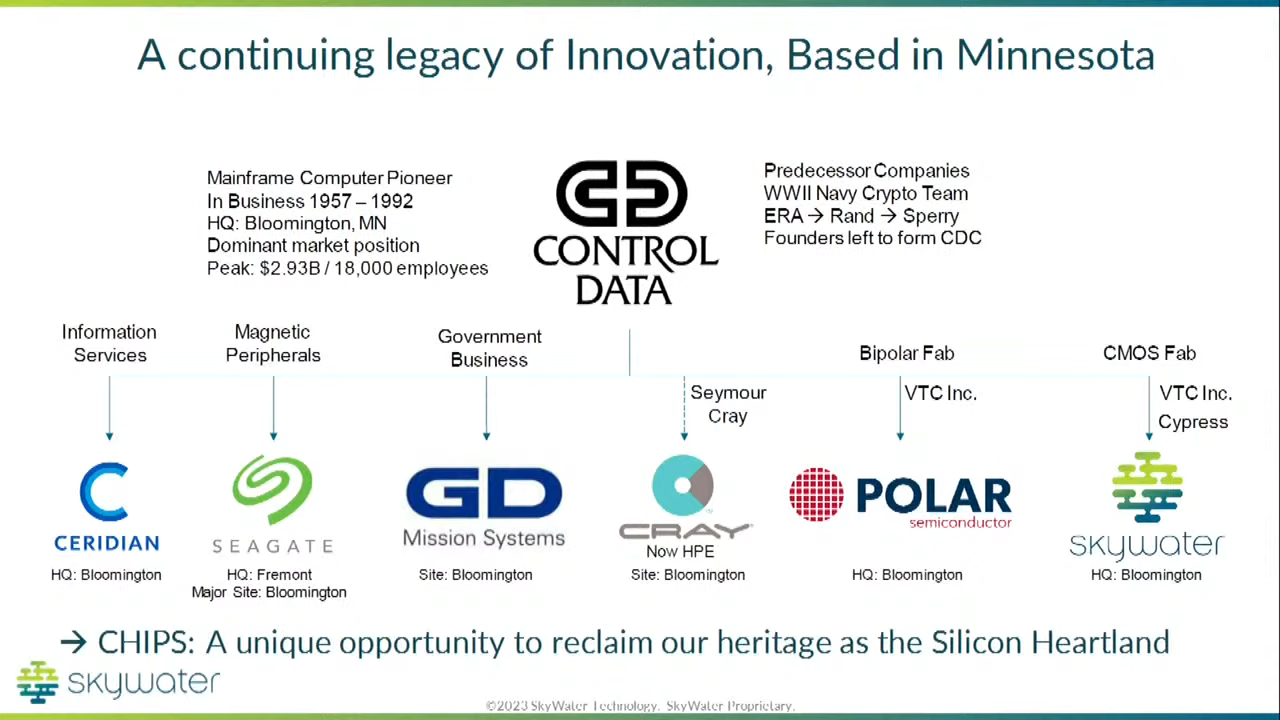 A continuing legacy of Innovation, Based in Minnesota
Mainframe Computer Pioneer
In Business 1957 – 1992
HQ: Bloomington, MN
Dominant market position
Peak: $2.93B / 18,000 employees
CONTROL
DATA
Predecessor Companies
WWII Navy Crypto Team
ERA → Rand → Sperry
Founders left to form CDC
Information
Services
Magnetic
Peripherals
Government
Business
Seymour
Cray
Bipolar Fab
VTC Inc.
CMOS Fab
VTC Inc.
Cypress
CERIDIAN
HQ: Bloomington
SEAGATE
HQ: Fremont
Major Site: Bloomington
GD
Mission Systems
Site: Bloomington
CRAY
Now HPE
Site: Bloomington
POLAR
semiconductor
HQ: Bloomington
skywater
HQ: Bloomington
→ CHIPS: A unique opportunity to reclaim our heritage as the Silicon Heartland
skywater
©2023 SkyWater Technology. SkyWater Proprietary.